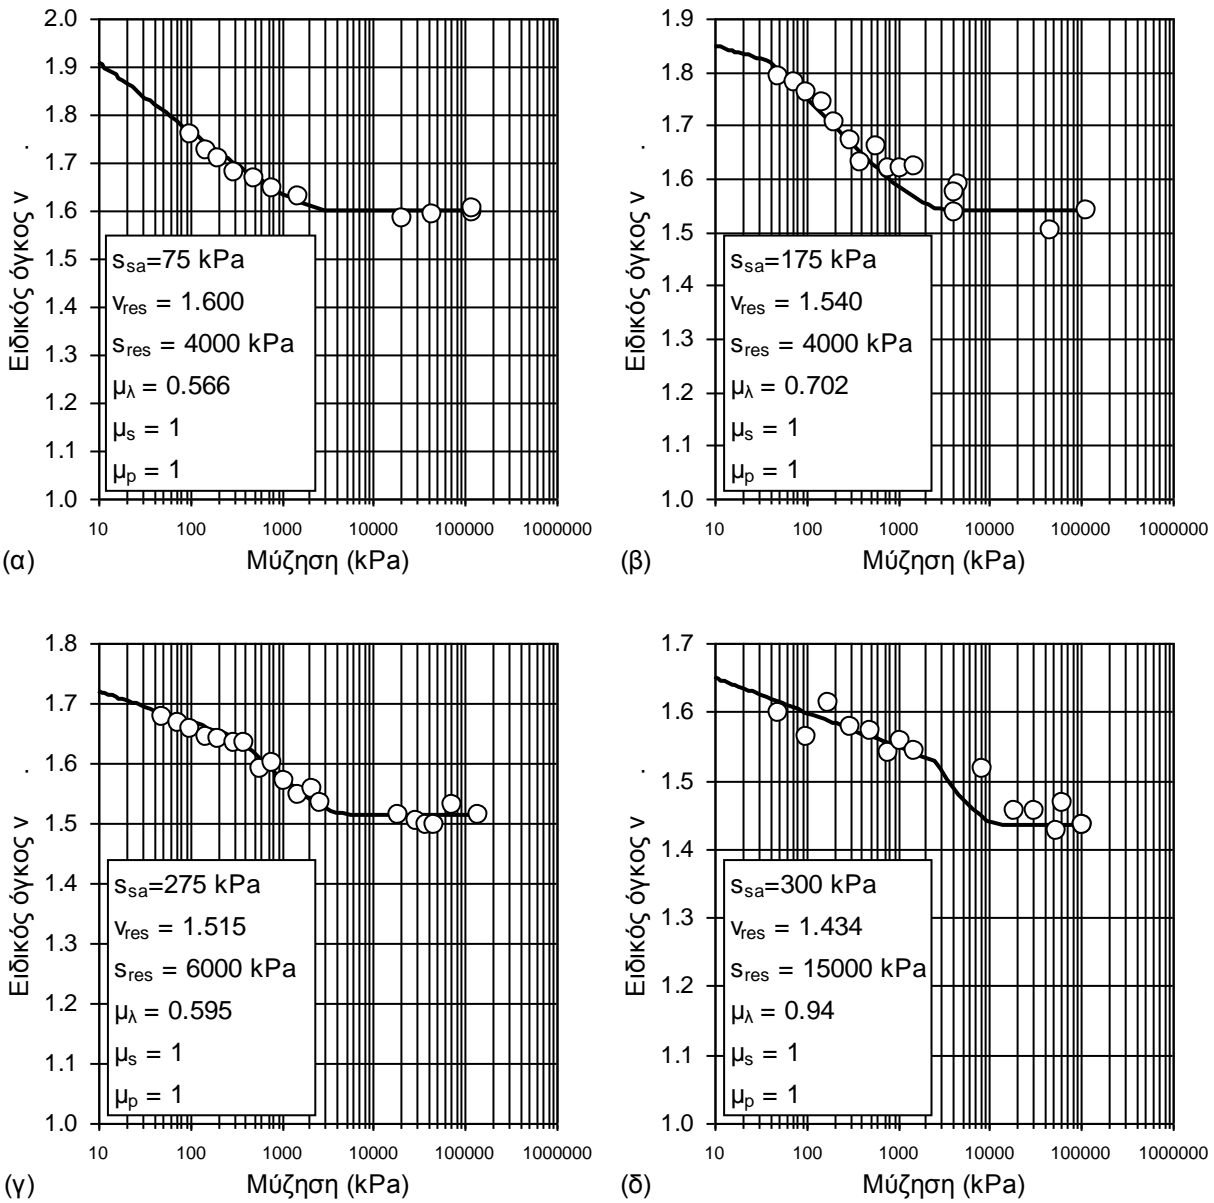 2.0
1.9
1.8
1.7
1.6
1.5
1.4
1.3
1.2
1.1
1.0
Ειδικός όγκος v
s_sa=75 kPa
v_res = 1.600
s_res = 4000 kPa
μ_λ = 0.566
μ_s = 1
μ_p = 1
10 100 1000 10000 100000 1000000
(α) Μύζηση (kPa)
1.9
1.8
1.7
1.6
1.5
1.4
1.3
1.2
1.1
1.0
Ειδικός όγκος v
s_sa=175 kPa
v_res = 1.540
s_res = 4000 kPa
μ_λ = 0.702
μ_s = 1
μ_p = 1
10 100 1000 10000 100000 1000000
(β) Μύζηση (kPa)
1.8
1.7
1.6
1.5
1.4
1.3
1.2
1.1
1.0
Ειδικός όγκος v
s_sa=275 kPa
v_res = 1.515
s_res = 6000 kPa
μ_λ = 0.595
μ_s = 1
μ_p = 1
10 100 1000 10000 100000 1000000
(γ) Μύζηση (kPa)
1.7
1.6
1.5
1.4
1.3
1.2
1.1
1.0
Ειδικός όγκος v
s_sa=300 kPa
v_res = 1.434
s_res = 15000 kPa
μ_λ = 0.94
μ_s = 1
μ_p = 1
10 100 1000 10000 100000 1000000
(δ) Μύζηση (kPa)